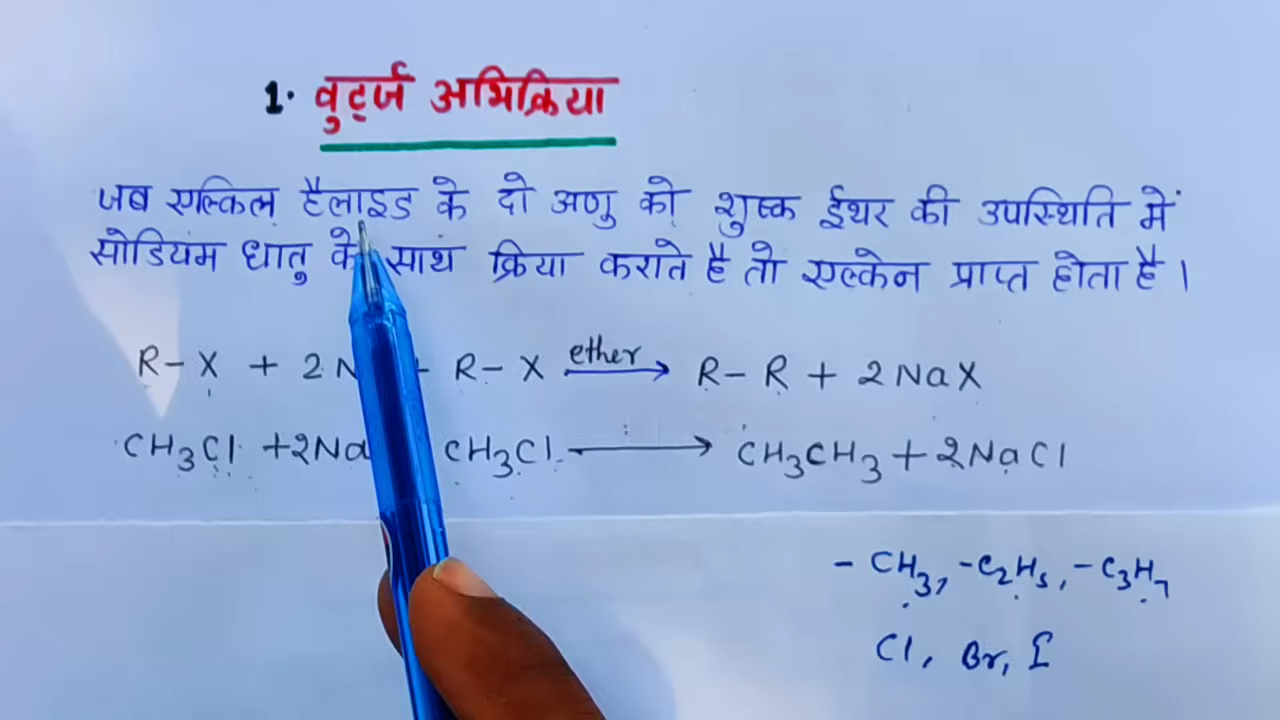 1. वुर्ट्ज अभिक्रिया
जब एल्किल हैलाइड के दो अणु को शुष्क ईथर की उपस्थिति में
सोडियम धातु के साथ क्रिया कराते है तो एल्केन प्राप्त होता है।
R-X + 2N R-X ether→ R-R + 2NaX
CH3Cl +2Na CH3Cl → CH3CH3 + 2NaCl
-CH3, -C2H5, -C3H7
Cl, Br, I